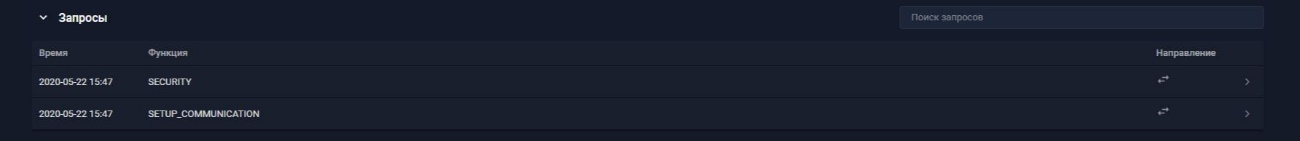 Запросы
Поиск запросов
Время Функция Направление
2020-05-22 15:47 SECURITY
2020-05-22 15:47 SETUP_COMMUNICATION